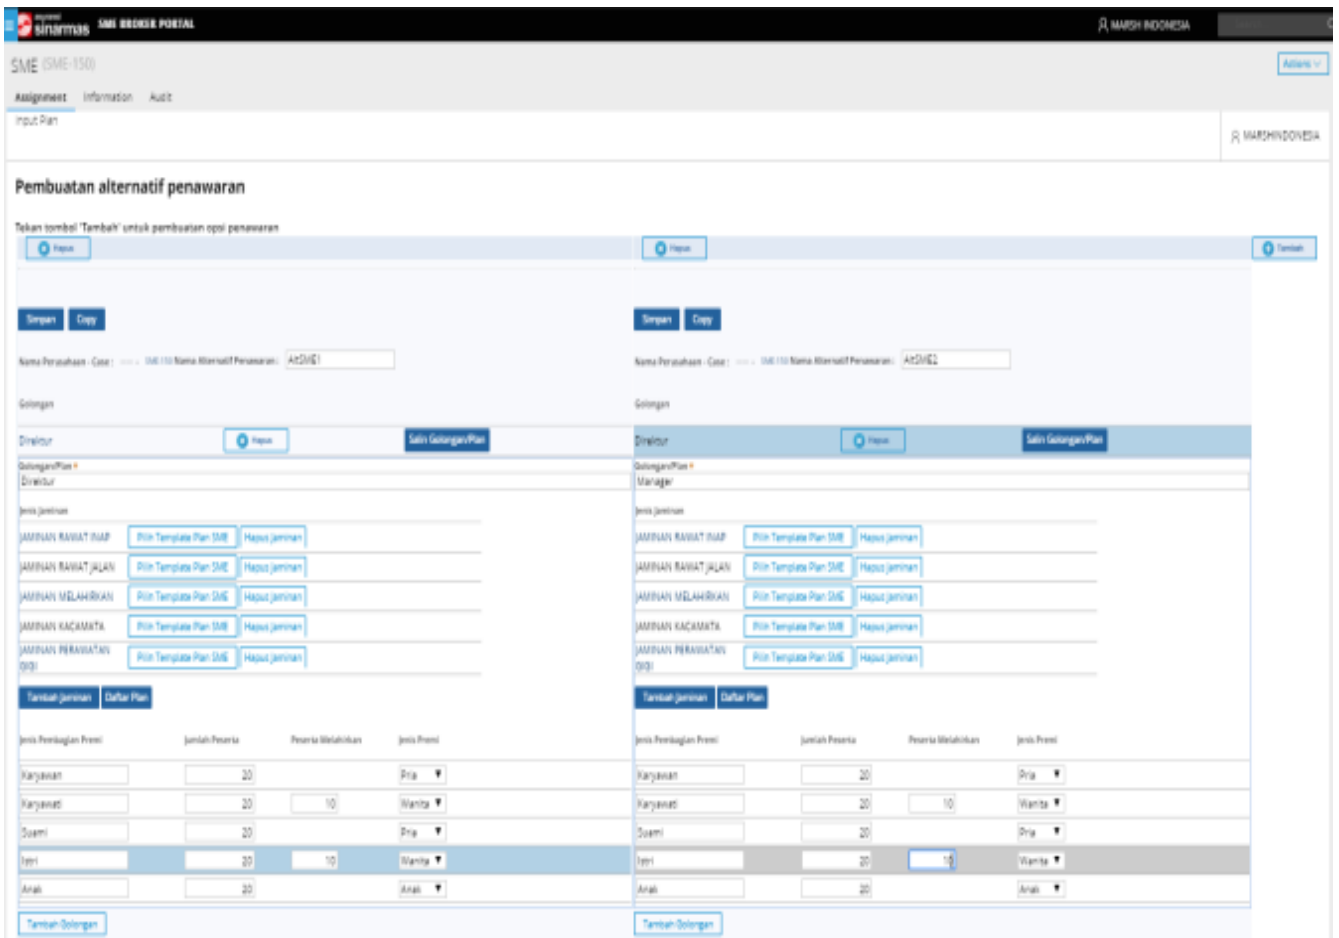 sinarmas SME BROKER PORTAL MARSH INDONESIA
SME (SME-150) Actions
Assignment Information Audit
Input Plan
MARSHINDONESIA
Pembuatan alternatif penawaran
Tekan tombol 'Tambah' untuk pembuatan opsi penawaran
Hapus Hapus Tambah
Simpan Copy Simpan Copy
Nama Perusahaan - Case : SME-150 Nama Alternatif Penawaran : AltSME1 Nama Perusahaan - Case : SME-150 Nama Alternatif Penawaran : AltSME2
Golongan Golongan
Direktur Hapus Salin Golongan/Plan Direktur Hapus Salin Golongan/Plan
Golongan/Plan * Golongan/Plan *
Direktur Manager
Jenis Jaminan Jenis Jaminan
JAMINAN RAWAT INAP Pilih Template Plan SME Hapus Jaminan JAMINAN RAWAT INAP Pilih Template Plan SME Hapus Jaminan
JAMINAN RAWAT JALAN Pilih Template Plan SME Hapus Jaminan JAMINAN RAWAT JALAN Pilih Template Plan SME Hapus Jaminan
JAMINAN MELAHIRKAN Pilih Template Plan SME Hapus Jaminan JAMINAN MELAHIRKAN Pilih Template Plan SME Hapus Jaminan
JAMINAN KACAMATA Pilih Template Plan SME Hapus Jaminan JAMINAN KACAMATA Pilih Template Plan SME Hapus Jaminan
JAMINAN PERAWATAN GIGI Pilih Template Plan SME Hapus Jaminan JAMINAN PERAWATAN GIGI Pilih Template Plan SME Hapus Jaminan
Tambah Jaminan Daftar Plan Tambah Jaminan Daftar Plan
Jenis Pembagian Premi Jumlah Peserta Peserta Melahirkan Jenis Premi Jenis Pembagian Premi Jumlah Peserta Peserta Melahirkan Jenis Premi
Karyawan 20 Pria Karyawan 20 Pria
Karyawati 20 10 Wanita Karyawati 20 10 Wanita
Suami 20 Pria Suami 20 Pria
Istri 20 10 Wanita Istri 20 10 Wanita
Anak 20 Anak Anak 20 Anak
Tambah Golongan Tambah Golongan